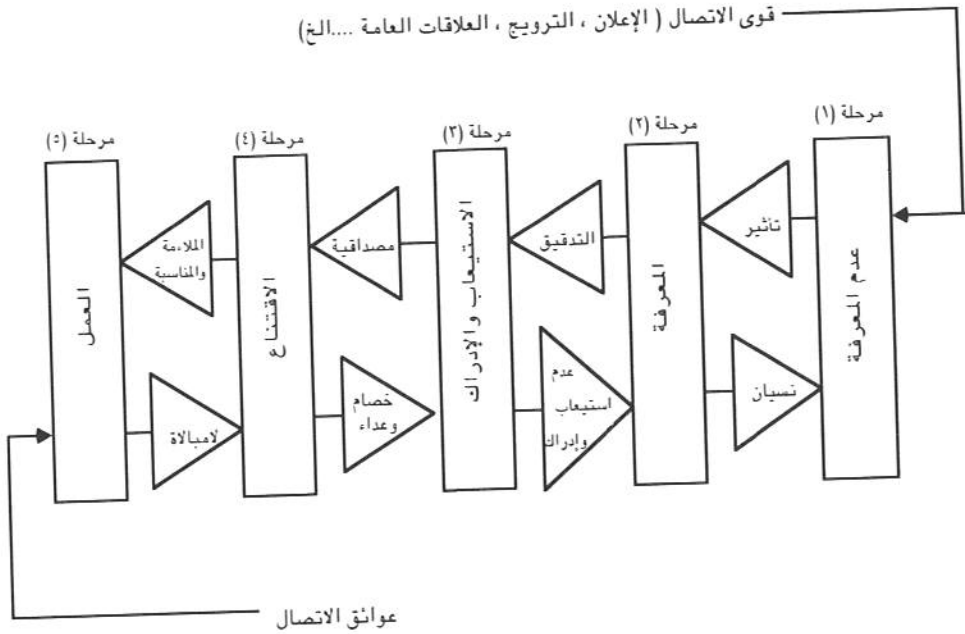 قوى الاتصال ( الإعلان ، الترويج ، العلاقات العامة ....الخ)
مرحلة (١)
مرحلة (٢)
مرحلة (٣)
مرحلة (٤)
مرحلة (٥)
عدم المعرفة
تأثير
نسيان
المعرفة
التدقيق
عدم
استيعاب
وإدراك
الاستيعاب والإدراك
مصداقية
خصام
وعداء
الاقتناع
الملاءمة
والمناسبة
لامبالاة
العمل
عوائق الاتصال